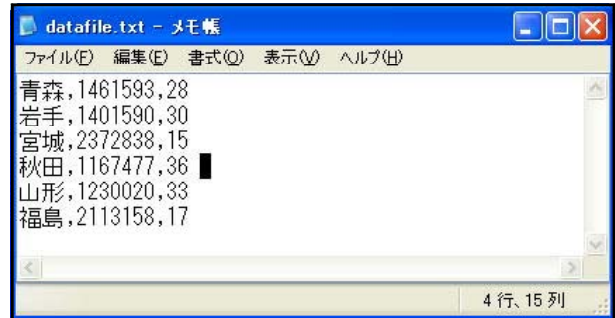 datafile.txt - メモ帳
ファイル(F) 編集(E) 書式(O) 表示(V) ヘルプ(H)
青森,1461593,28
岩手,1401590,30
宮城,2372838,15
秋田,1167477,36
山形,1230020,33
福島,2113158,17
4 行、15 列